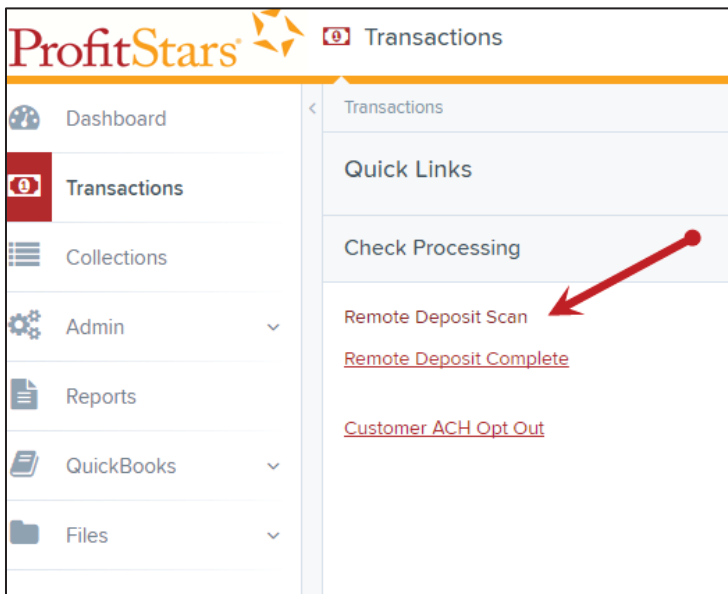 ProfitStars®
Transactions
Dashboard
Transactions
Collections
Admin
Reports
QuickBooks
Files
Transactions
Quick Links
Check Processing
Remote Deposit Scan
Remote Deposit Complete
Customer ACH Opt Out